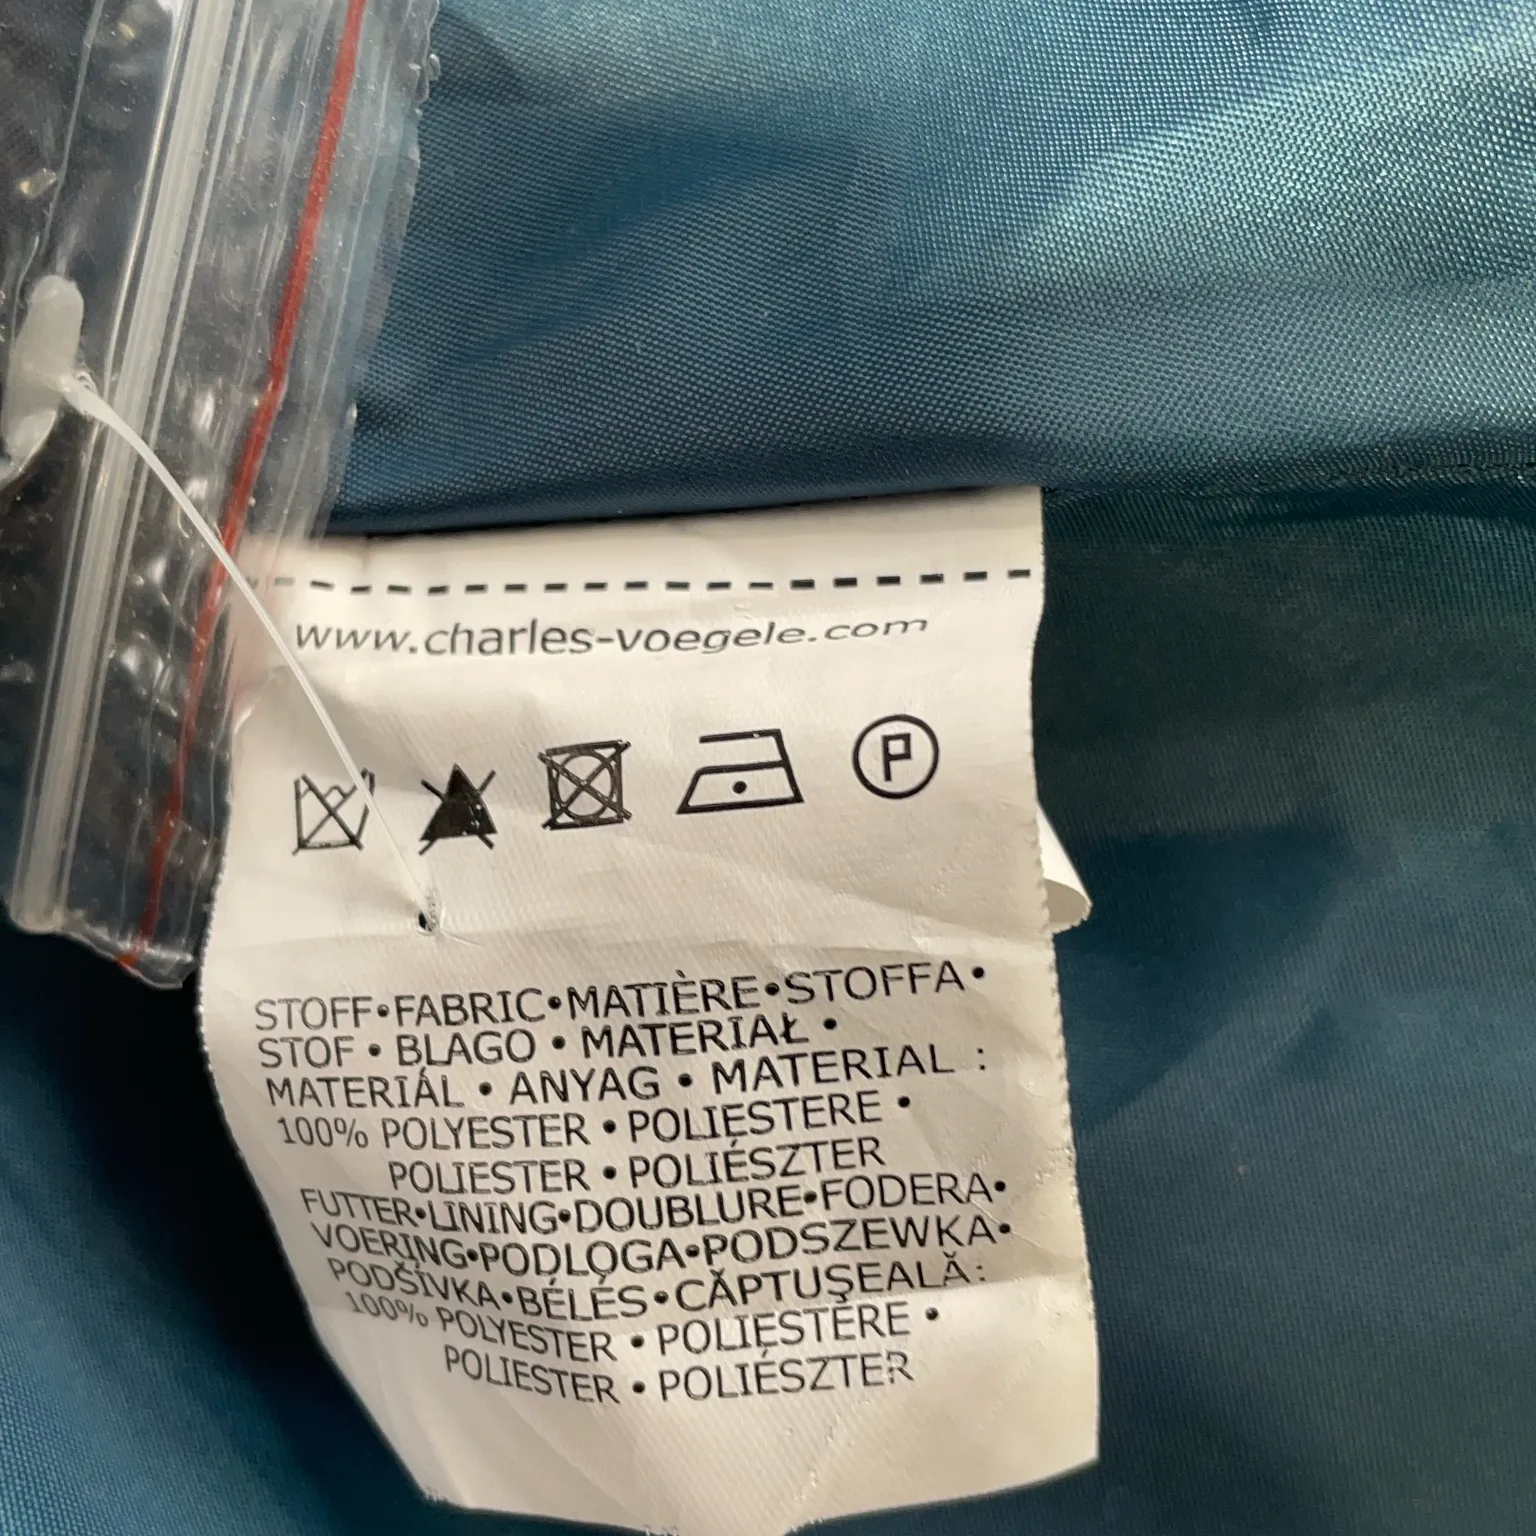 www.charles-voegele.com
P
STOFF•FABRIC•MATIÈRE•STOFFA•
STOF • BLAGO • MATERIAŁ •
MATERIÁL • ANYAG • MATERIAL :
100% POLYESTER • POLIESTERE •
POLIESTER • POLIÉSZTER
FUTTER•LINING•DOUBLURE•FODERA•
VOERING•PODLOGA•PODSZEWKA•
PODŠÍVKA•BÉLÉS•CĂPTUŞEALĂ:
100% POLYESTER • POLIESTERE •
POLIESTER • POLIÉSZTER